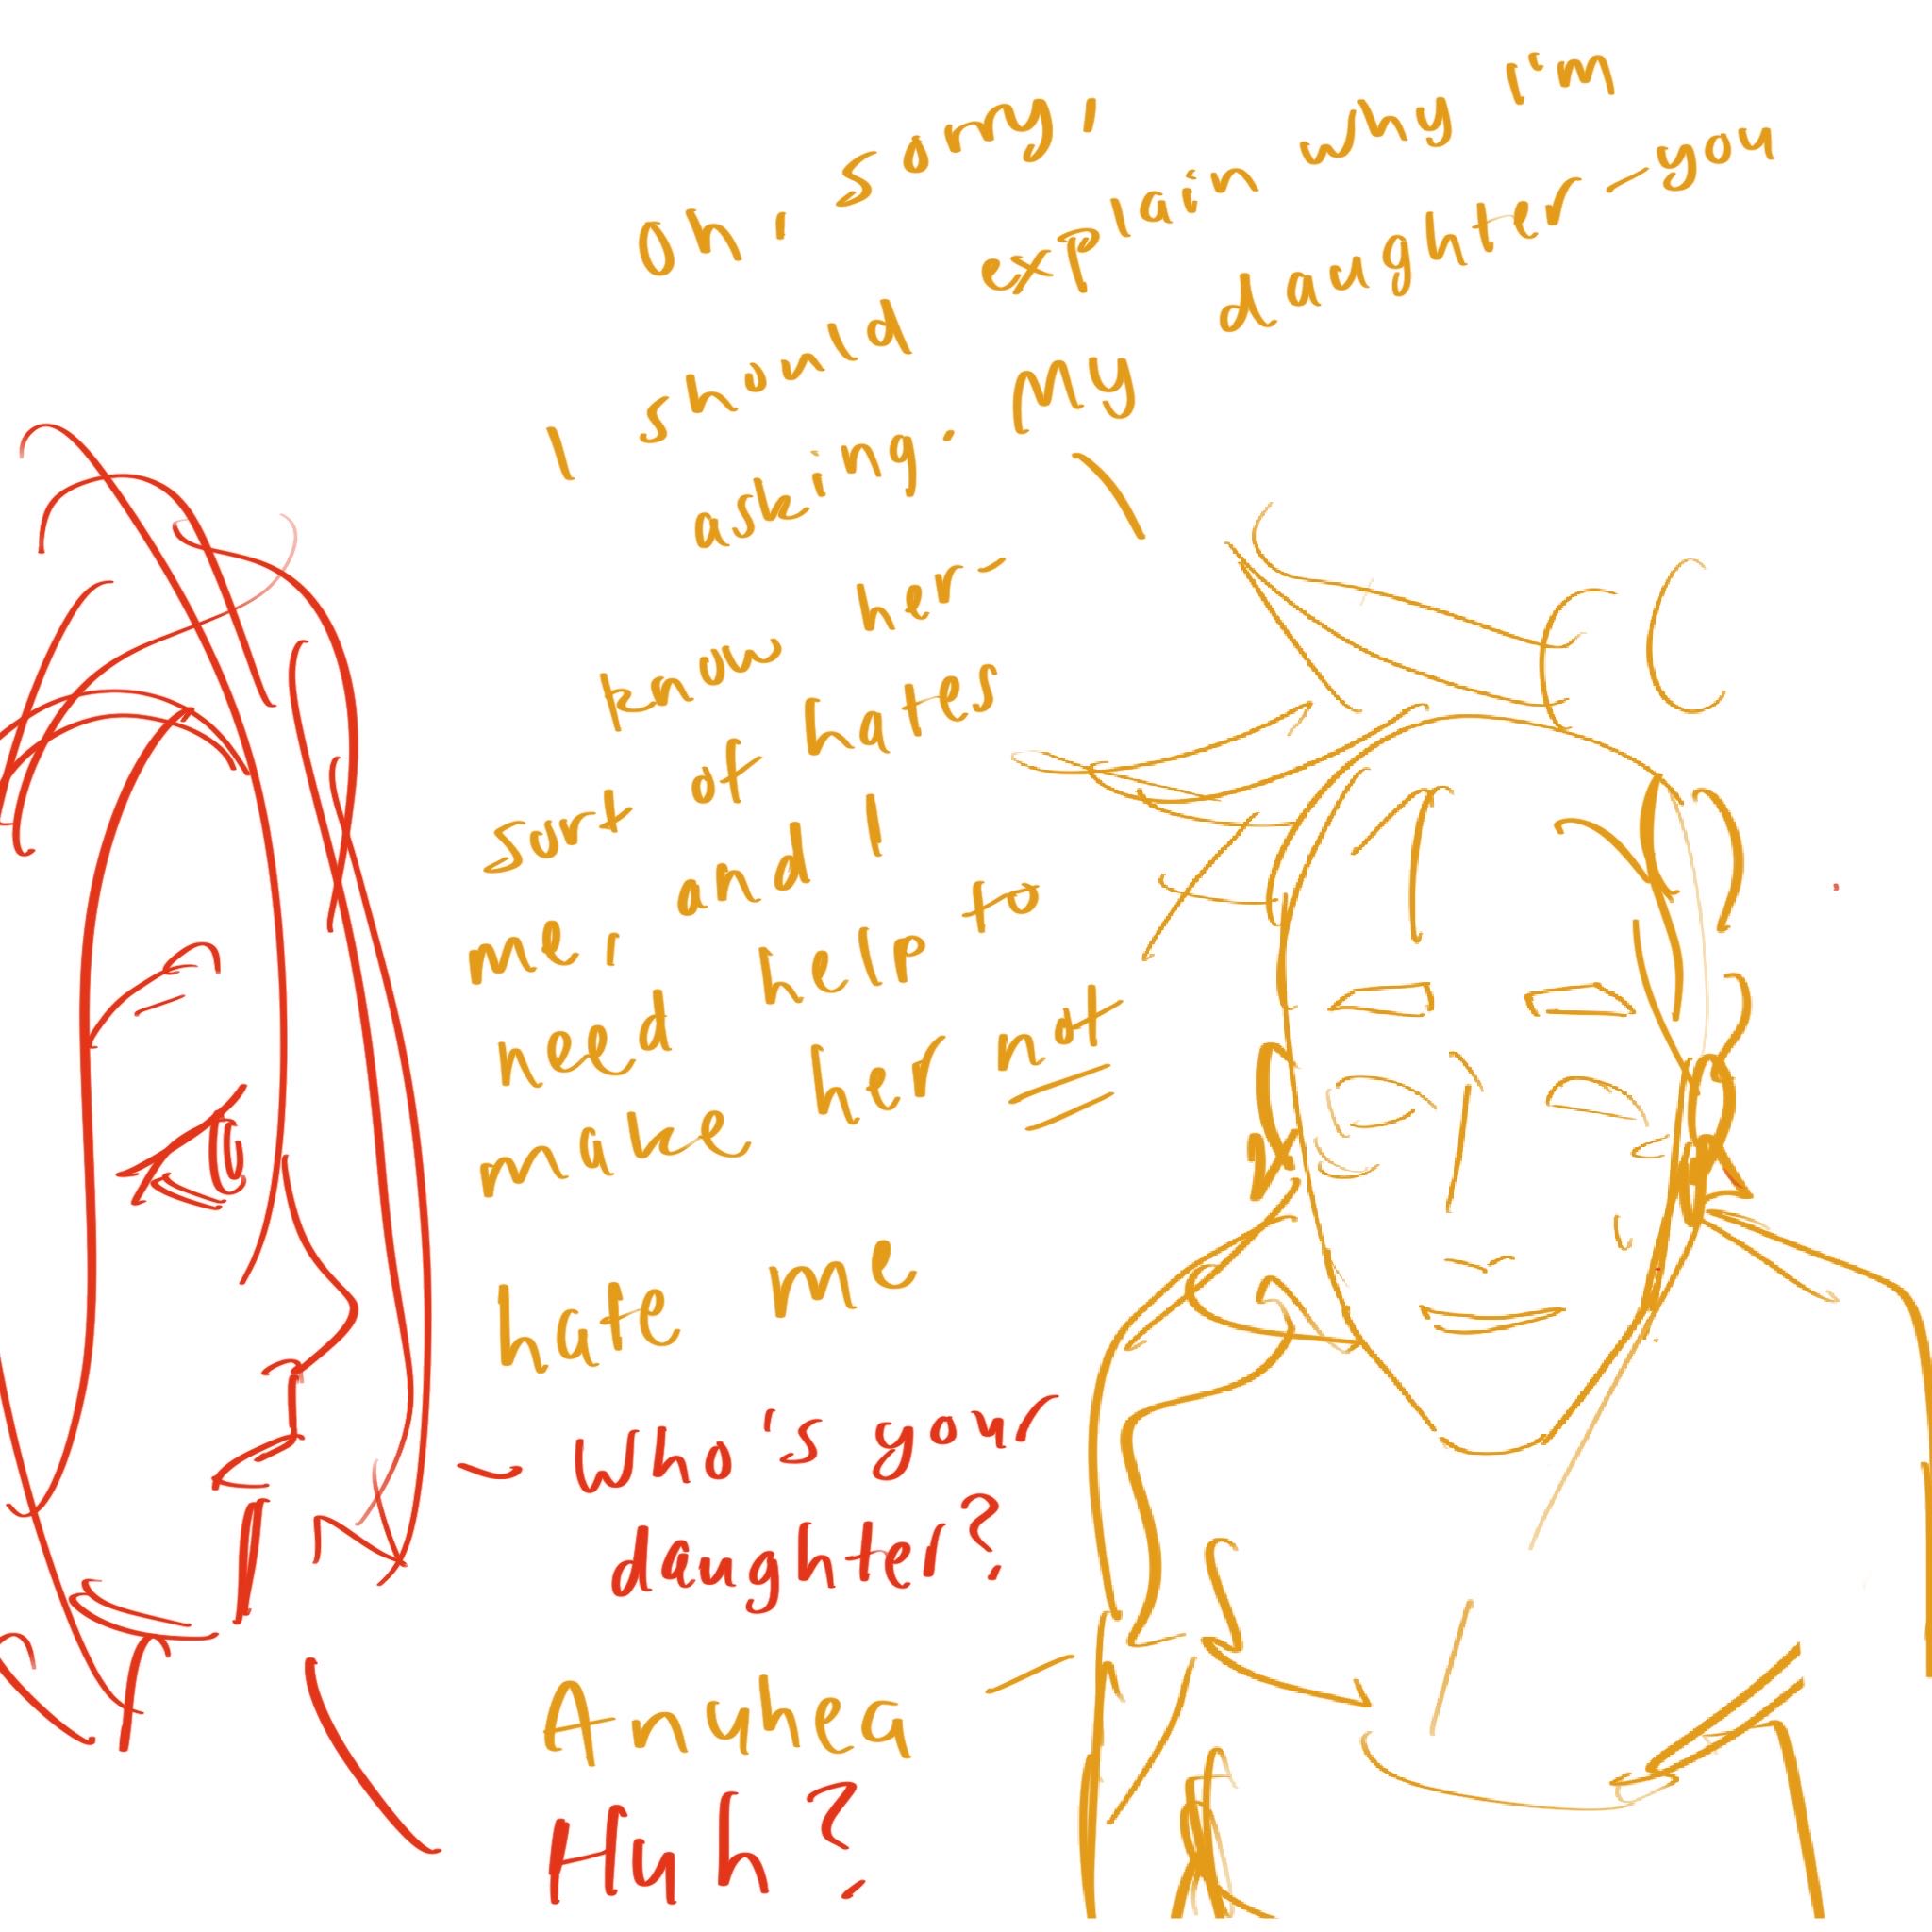 Oh, sorry,
I should explain why I'm
asking. My daughter—you
know her—
sort of hates
me, and I
need help to
make her not
hate me
Who's your
daughter?
Anuhea
Huh?